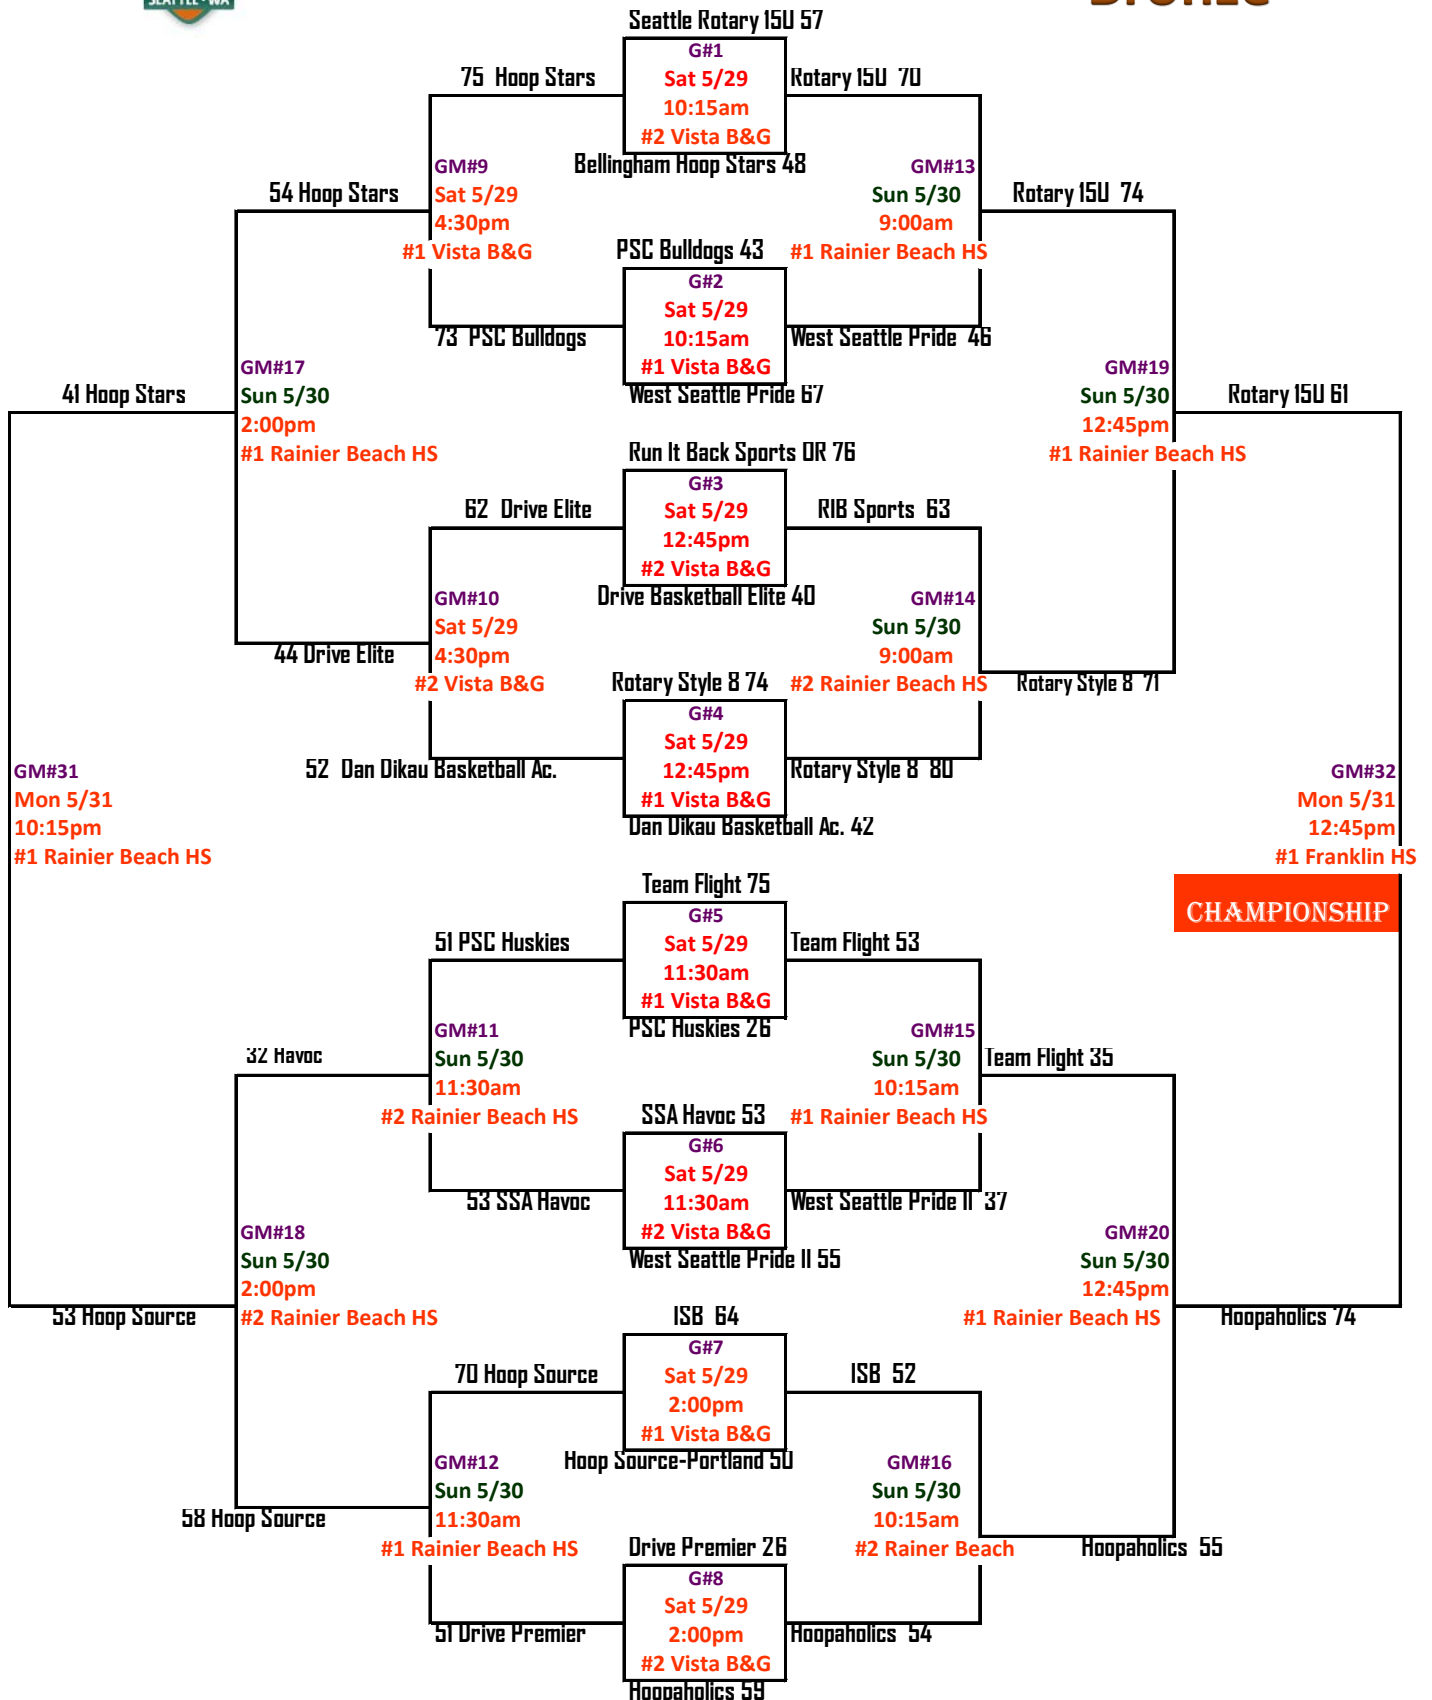 SEATTLE • WA
Seattle Rotary 15U 57
G#1
75 Hoop Stars
Sat 5/29
Rotary 15U 70
10:15am
#2 Vista B&G
Bellingham Hoop Stars 48
GM#9
GM#13
54 Hoop Stars
Sat 5/29
Sun 5/30
Rotary 15U 74
4:30pm
9:00am
#1 Vista B&G
PSC Bulldogs 43
#1 Rainier Beach HS
G#2
Sat 5/29
73 PSC Bulldogs
10:15am
West Seattle Pride 46
GM#17
#1 Vista B&G
GM#19
41 Hoop Stars
Sun 5/30
West Seattle Pride 67
Sun 5/30
Rotary 15U 61
2:00pm
12:45pm
#1 Rainier Beach HS
Run It Back Sports OR 76
#1 Rainier Beach HS
G#3
62 Drive Elite
Sat 5/29
RIB Sports 63
12:45pm
#2 Vista B&G
GM#10
Drive Basketball Elite 40
GM#14
Sat 5/29
Sun 5/30
44 Drive Elite
4:30pm
9:00am
#2 Vista B&G
Rotary Style 8 74
#2 Rainier Beach HS
Rotary Style 8 71
G#4
Sat 5/29
GM#31
52 Dan Dikau Basketball Ac.
12:45pm
Rotary Style 8 80
GM#32
Mon 5/31
#1 Vista B&G
Mon 5/31
10:15pm
Dan Dikau Basketball Ac. 42
12:45pm
#1 Rainier Beach HS
#1 Franklin HS
Team Flight 75
CHAMPIONSHIP
G#5
51 PSC Huskies
Sat 5/29
Team Flight 53
11:30am
#1 Vista B&G
GM#11
PSC Huskies 26
GM#15
32 Havoc
Sun 5/30
Sun 5/30
Team Flight 35
11:30am
10:15am
#2 Rainier Beach HS
SSA Havoc 53
#1 Rainier Beach HS
G#6
Sat 5/29
53 SSA Havoc
11:30am
West Seattle Pride II 37
GM#18
#2 Vista B&G
GM#20
Sun 5/30
West Seattle Pride II 55
Sun 5/30
2:00pm
12:45pm
53 Hoop Source
#2 Rainier Beach HS
ISB 64
#1 Rainier Beach HS
Hoopaholics 74
G#7
70 Hoop Source
Sat 5/29
ISB 52
2:00pm
#1 Vista B&G
GM#12
Hoop Source-Portland 50
GM#16
Sun 5/30
Sun 5/30
58 Hoop Source
11:30am
10:15am
#1 Rainier Beach HS
Drive Premier 26
#2 Rainer Beach
Hoopaholics 55
G#8
Sat 5/29
51 Drive Premier
2:00pm
Hoopaholics 54
#2 Vista B&G
Hoopaholics 59